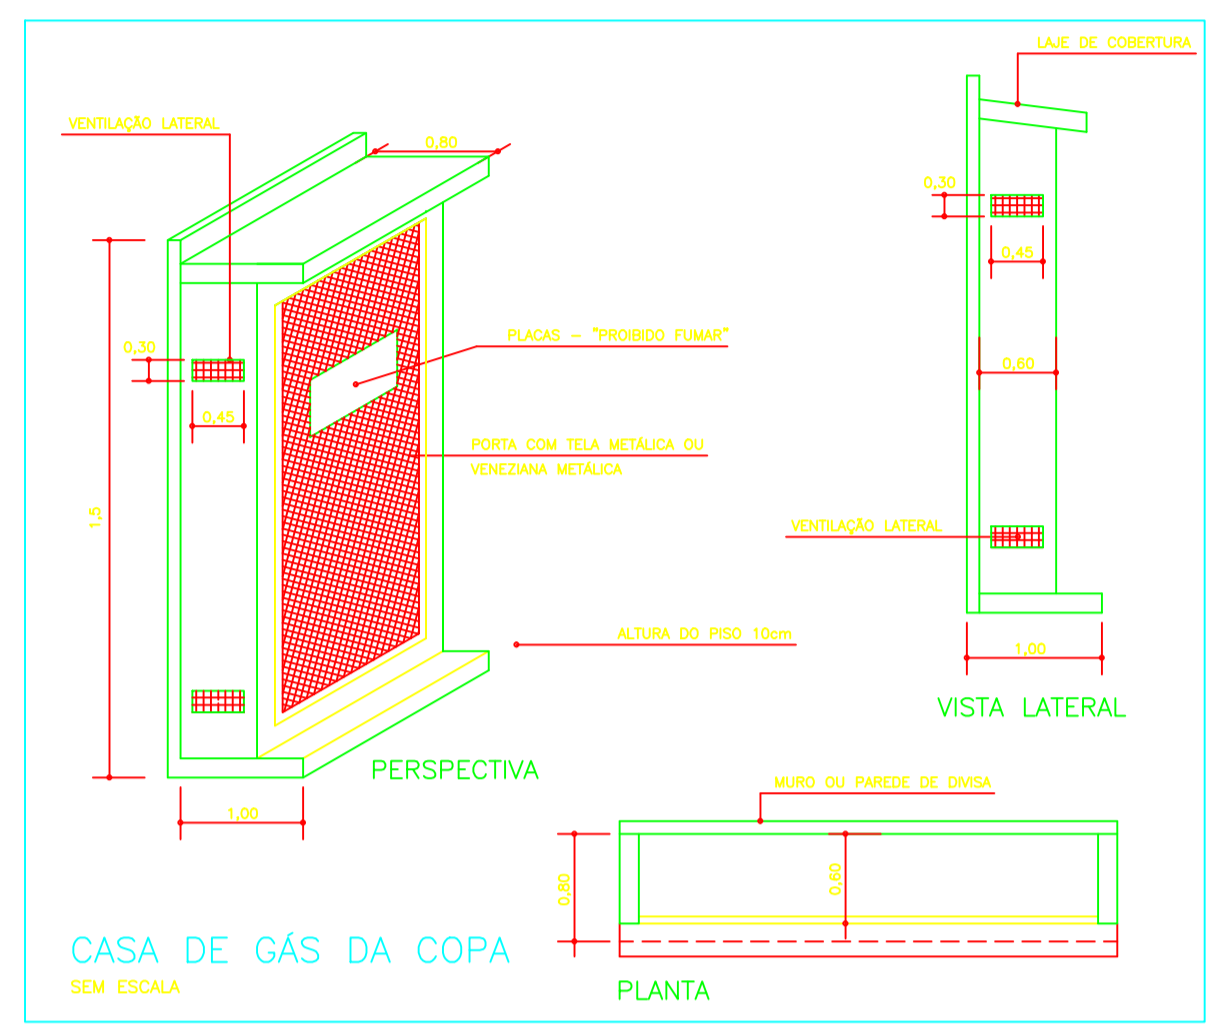 LAJE DE COBERTURA
VENTILAÇÃO LATERAL
0,80
0,30
0,45
PLACAS - "PROIBIDO FUMAR"
0,30
0,45
0,60
PORTA COM TELA METÁLICA OU
VENEZIANA METÁLICA
1,5
VENTILAÇÃO LATERAL
ALTURA DO PISO 10cm
1,00
VISTA LATERAL
PERSPECTIVA
1,00
MURO OU PAREDE DE DIVISA
0,80
0,60
CASA DE GÁS DA COPA
SEM ESCALA
PLANTA